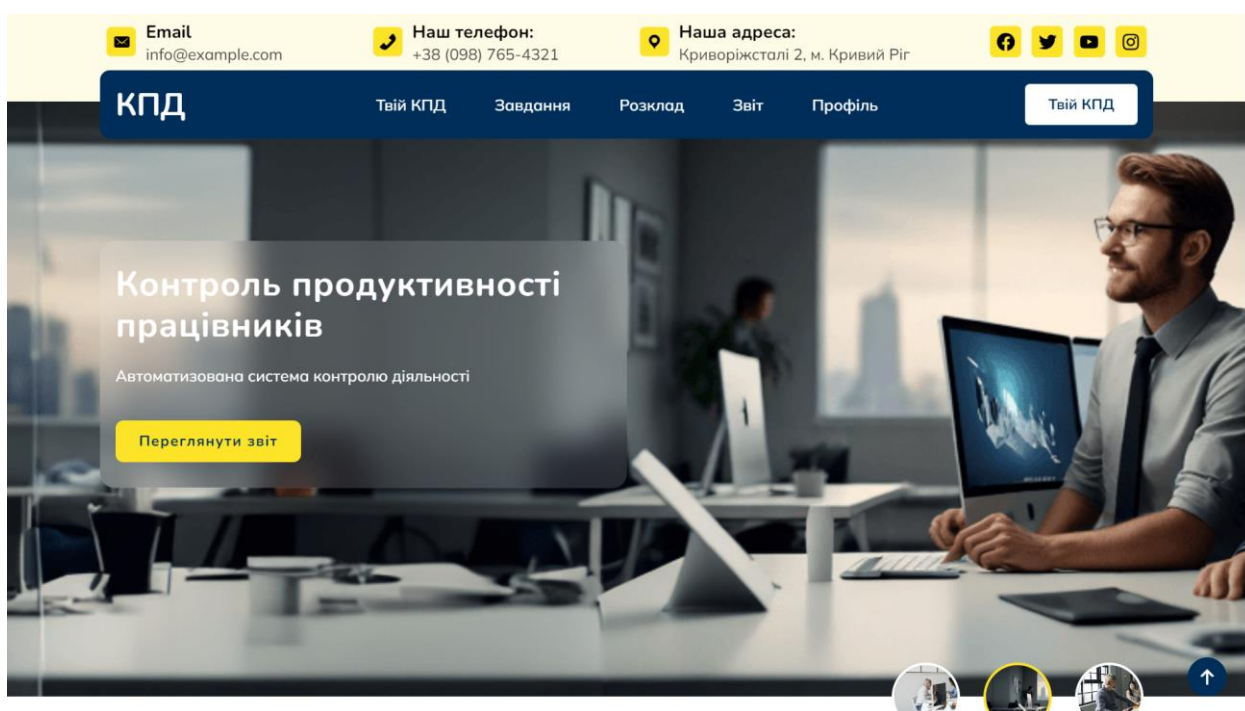 Email
info@example.com
Наш телефон:
+38 (098) 765-4321
Наша адреса:
Криворіжсталі 2, м. Кривий Ріг
КПД
Твій КПД
Завдання
Розклад
Звіт
Профіль
Твій КПД
Контроль продуктивності
працівників
Автоматизована система контролю діяльності
Переглянути звіт